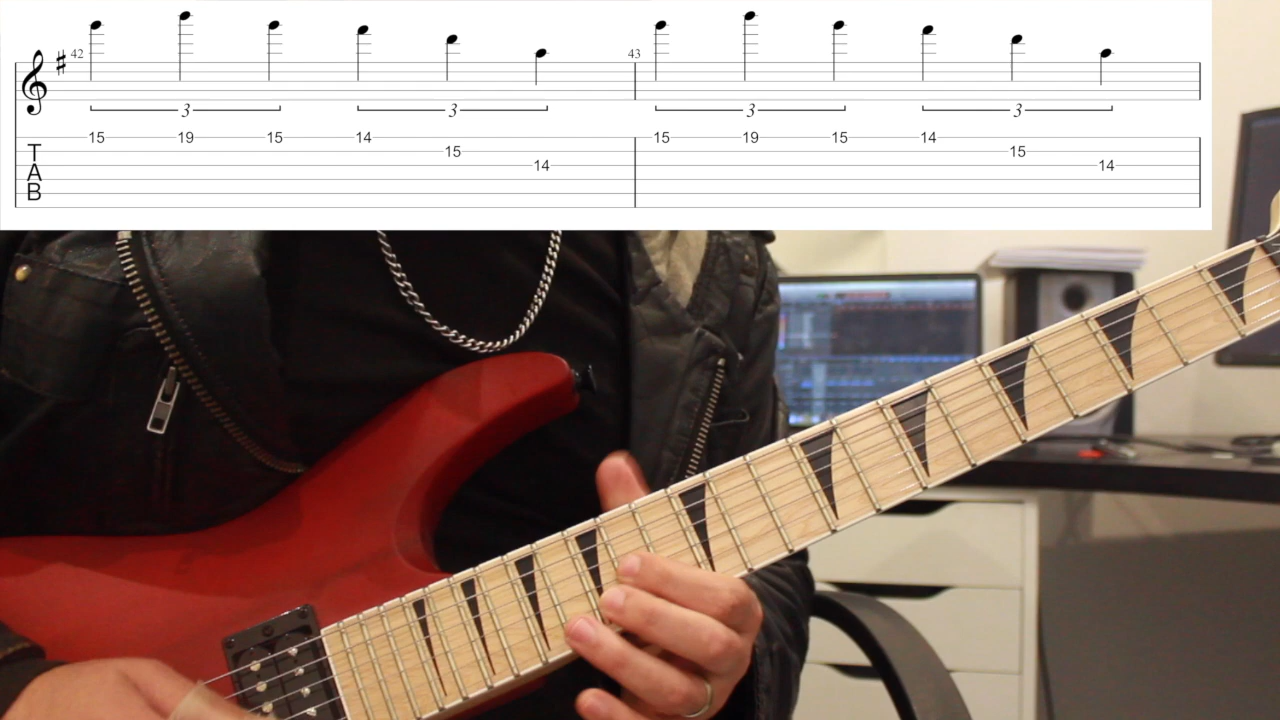 42 43
3 3 3 3
15 19 15 14 15 19 15 14
T 15 15
A 14 14
B